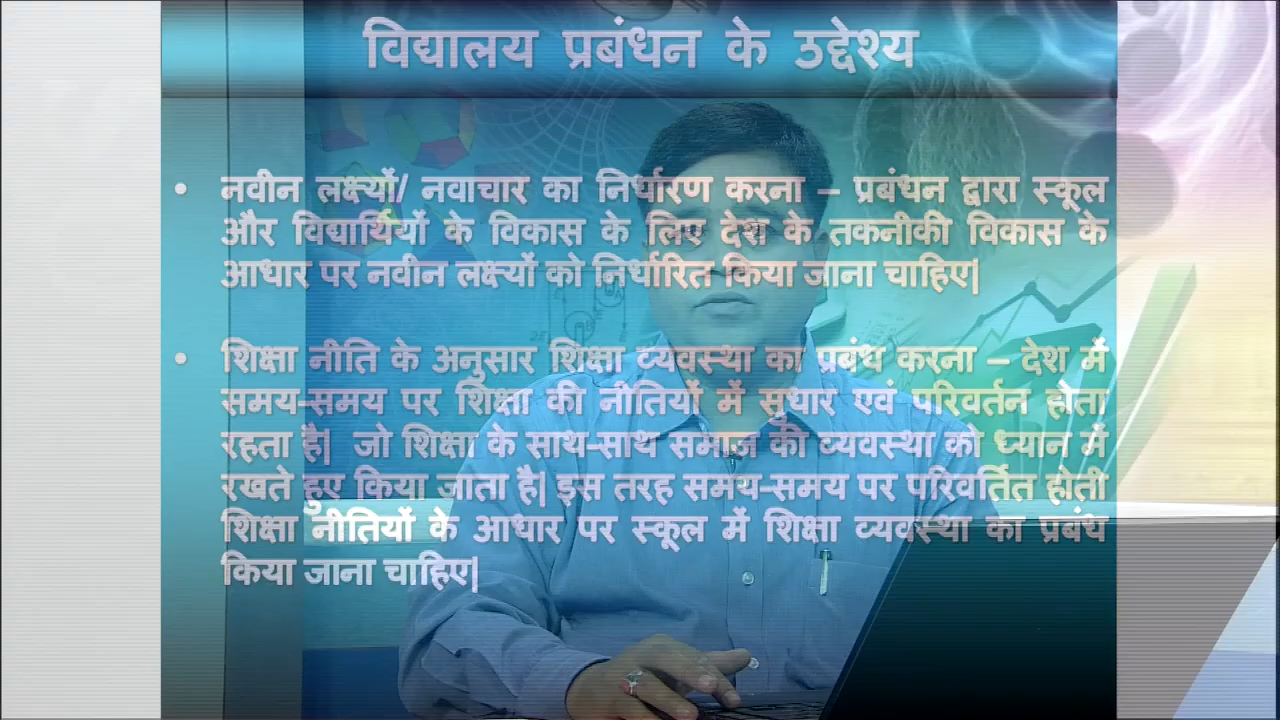 विद्यालय प्रबंधन के उद्देश्य
• नवीन लक्ष्यों/ नवाचार का निर्धारण करना – प्रबंधन द्वारा स्कूल
और विद्यार्थियों के विकास के लिए देश के तकनीकी विकास के
आधार पर नवीन लक्ष्यों को निर्धारित किया जाना चाहिए|
• शिक्षा नीति के अनुसार शिक्षा व्यवस्था का प्रबंध करना – देश में
समय-समय पर शिक्षा की नीतियों में सुधार एवं परिवर्तन होता
रहता है| जो शिक्षा के साथ-साथ समाज की व्यवस्था को ध्यान में
रखते हुए किया जाता है| इस तरह समय-समय पर परिवर्तित होती
शिक्षा नीतियों के आधार पर स्कूल में शिक्षा व्यवस्था का प्रबंध
किया जाना चाहिए|